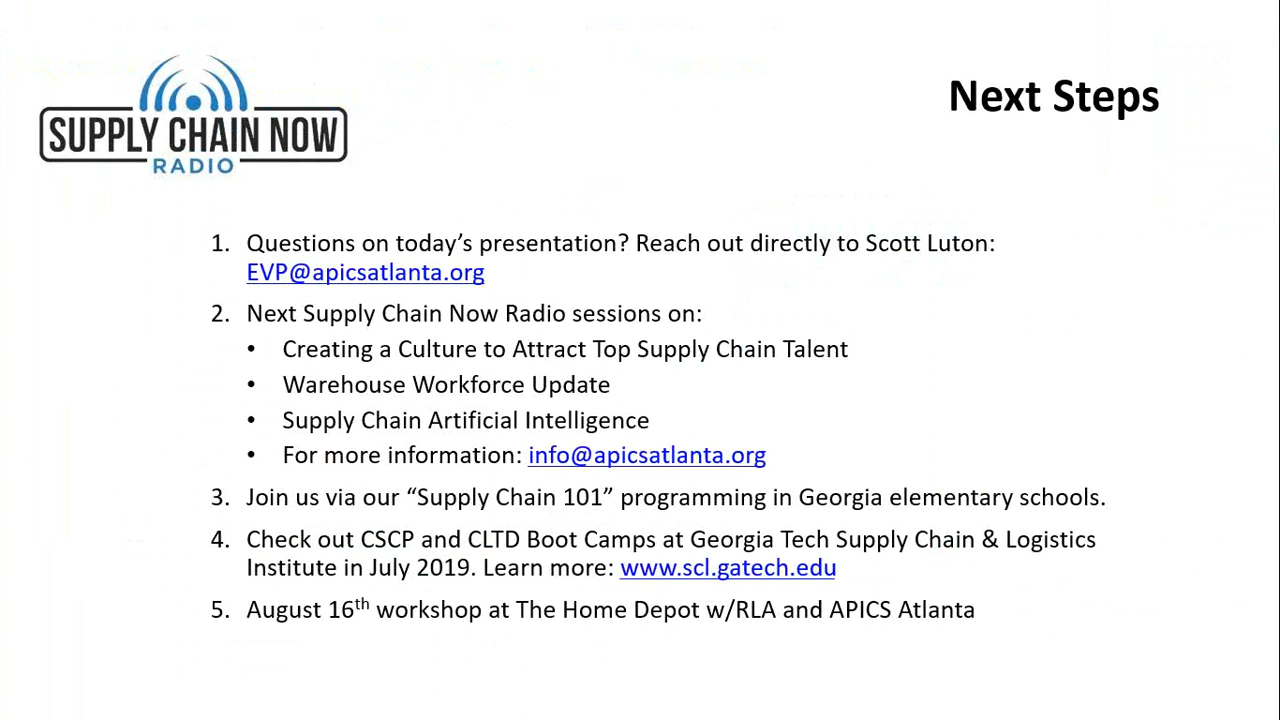 SUPPLY CHAIN NOW
RADIO
Next Steps
1. Questions on today’s presentation? Reach out directly to Scott Luton:
EVP@apicsatlanta.org
2. Next Supply Chain Now Radio sessions on:
• Creating a Culture to Attract Top Supply Chain Talent
• Warehouse Workforce Update
• Supply Chain Artificial Intelligence
• For more information: info@apicsatlanta.org
3. Join us via our “Supply Chain 101” programming in Georgia elementary schools.
4. Check out CSCP and CLTD Boot Camps at Georgia Tech Supply Chain & Logistics
Institute in July 2019. Learn more: www.scl.gatech.edu
5. August 16th workshop at The Home Depot w/RLA and APICS Atlanta